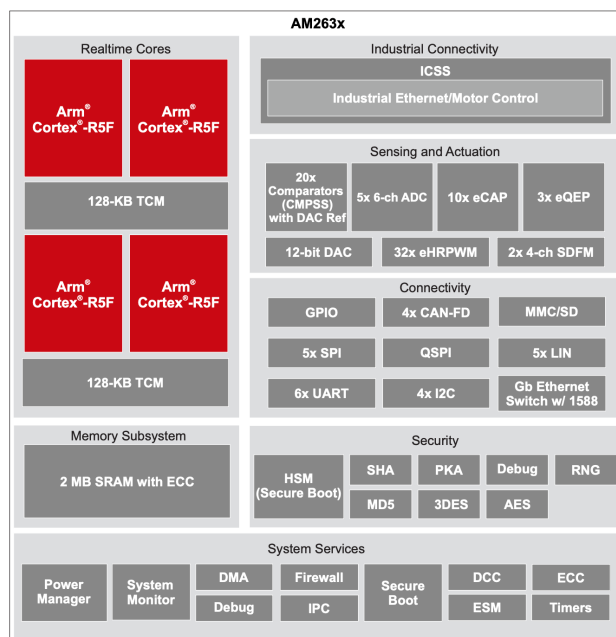 AM263x
Realtime Cores
Arm®
Cortex®-R5F
Arm®
Cortex®-R5F
128-KB TCM
Arm®
Cortex®-R5F
Arm®
Cortex®-R5F
128-KB TCM
Memory Subsystem
2 MB SRAM with ECC
Industrial Connectivity
ICSS
Industrial Ethernet/Motor Control
Sensing and Actuation
20x
Comparators
(CMPSS)
with DAC Ref
5x 6-ch ADC
10x eCAP
3x eQEP
12-bit DAC
32x eHRPWM
2x 4-ch SDFM
Connectivity
GPIO
4x CAN-FD
MMC/SD
5x SPI
QSPI
5x LIN
6x UART
4x I2C
Gb Ethernet
Switch w/ 1588
Security
HSM
(Secure Boot)
SHA
PKA
Debug
RNG
MD5
3DES
AES
System Services
Power
Manager
System
Monitor
DMA
Debug
Firewall
IPC
Secure
Boot
DCC
ESM
ECC
Timers